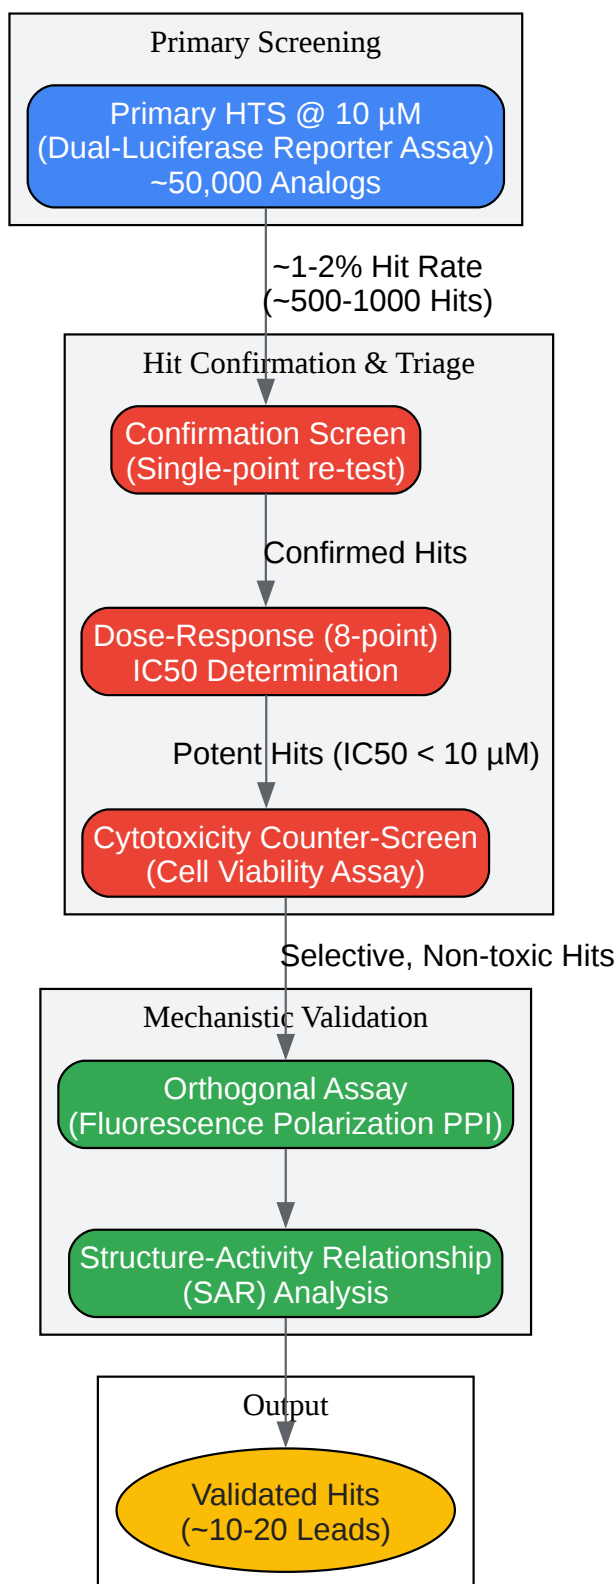 Primary Screening
Primary HTS @ 10 µM
(Dual-Luciferase Reporter Assay)
~50,000 Analogs
~1-2% Hit Rate
(~500-1000 Hits)
Hit Confirmation & Triage
Confirmation Screen
(Single-point re-test)
Confirmed Hits
Dose-Response (8-point)
IC50 Determination
Potent Hits (IC50 < 10 µM)
Cytotoxicity Counter-Screen
(Cell Viability Assay)
Selective, Non-toxic Hits
Mechanistic Validation
Orthogonal Assay
(Fluorescence Polarization PPI)
Structure-Activity Relationship
(SAR) Analysis
Output
Validated Hits
(~10-20 Leads)